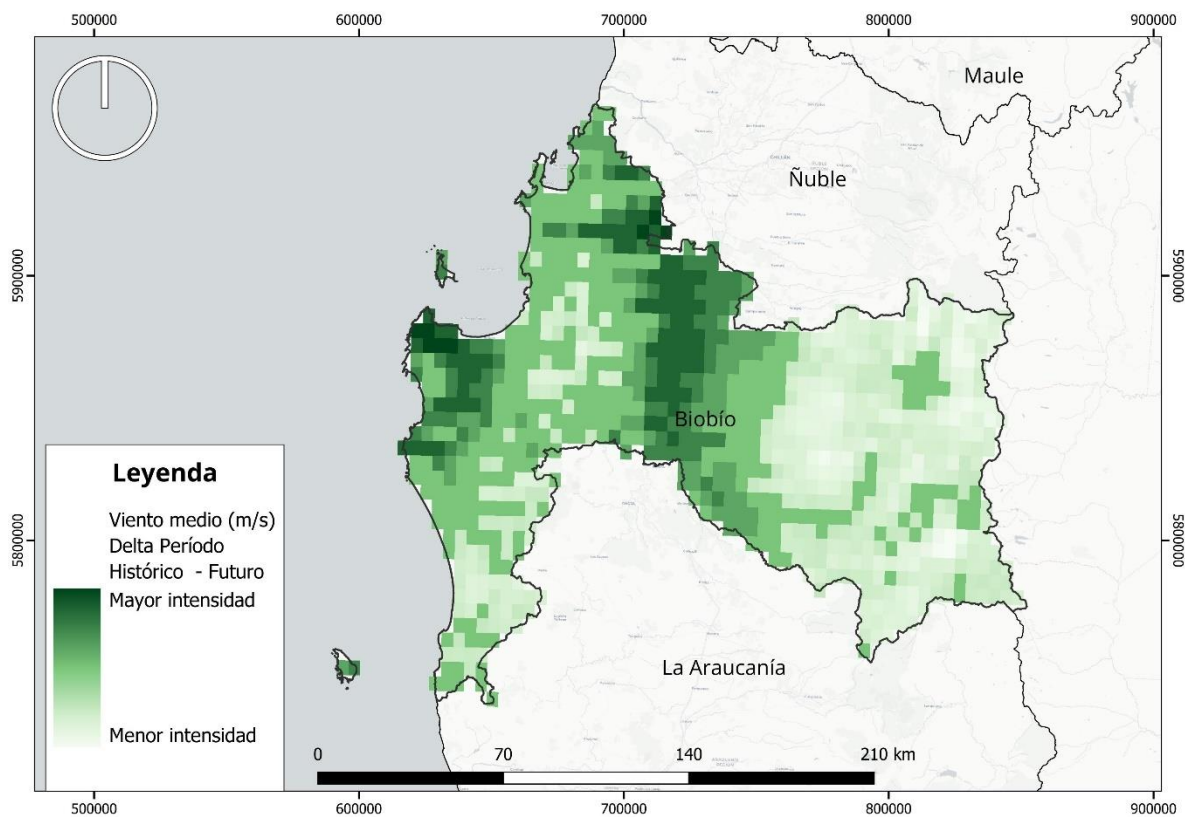 500000 600000 700000 800000 900000
Maule
Ñuble
CHILLÁN
5900000 5900000
Biobío
Leyenda
Viento medio (m/s)
Delta Período
Histórico - Futuro
Mayor intensidad
Menor intensidad
5800000 5800000
La Araucanía
0 70 140 210 km
500000 600000 700000 800000 900000